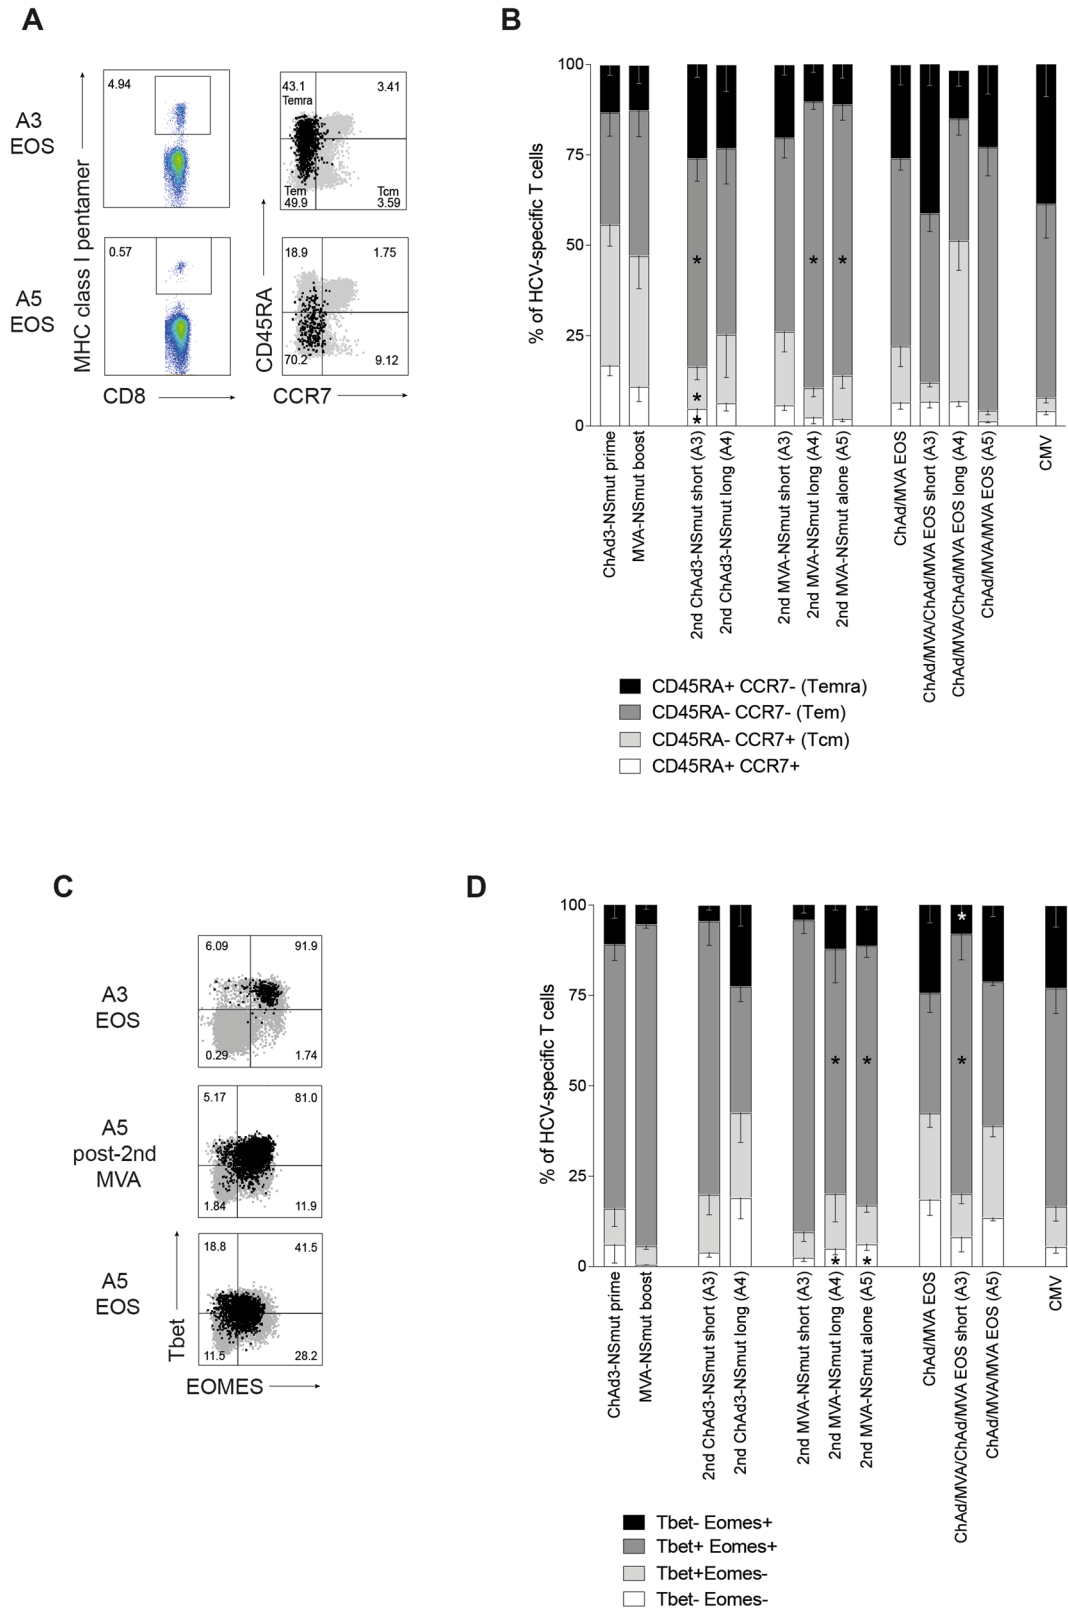 A
A3
EOS
4.94
43.1
Temra
3.41
Tem
49.9
Tcm
3.59
A5
EOS
0.57
18.9
1.75
70.2
9.12
MHC class I pentamer
CD8
CD45RA
CCR7
B
% of HCV-specific T cells
100
75
50
25
0
*
*
*
*
*
ChAd3-NSmut prime
MVA-NSmut boost
2nd ChAd3-NSmut short (A3)
2nd ChAd3-NSmut long (A4)
2nd MVA-NSmut short (A3)
2nd MVA-NSmut long (A4)
2nd MVA-NSmut alone (A5)
ChAd/MVA EOS
ChAd/MVA/ChAd/MVA EOS short (A3)
ChAd/MVA/ChAd/MVA EOS long (A4)
ChAd/MVA/MVA EOS (A5)
CMV
CD45RA+ CCR7- (Temra)
CD45RA- CCR7- (Tem)
CD45RA- CCR7+ (Tcm)
CD45RA+ CCR7+
C
A3
EOS
6.09
91.9
0.29
1.74
A5
post-2nd
MVA
5.17
81.0
1.84
11.9
A5
EOS
18.8
41.5
11.5
28.2
Tbet
EOMES
D
% of HCV-specific T cells
100
75
50
25
0
*
*
*
*
*
*
ChAd3-NSmut prime
MVA-NSmut boost
2nd ChAd3-NSmut short (A3)
2nd ChAd3-NSmut long (A4)
2nd MVA-NSmut short (A3)
2nd MVA-NSmut long (A4)
2nd MVA-NSmut alone (A5)
ChAd/MVA EOS
ChAd/MVA/ChAd/MVA EOS short (A3)
ChAd/MVA/MVA EOS (A5)
CMV
Tbet- Eomes+
Tbet+ Eomes+
Tbet+Eomes-
Tbet- Eomes-